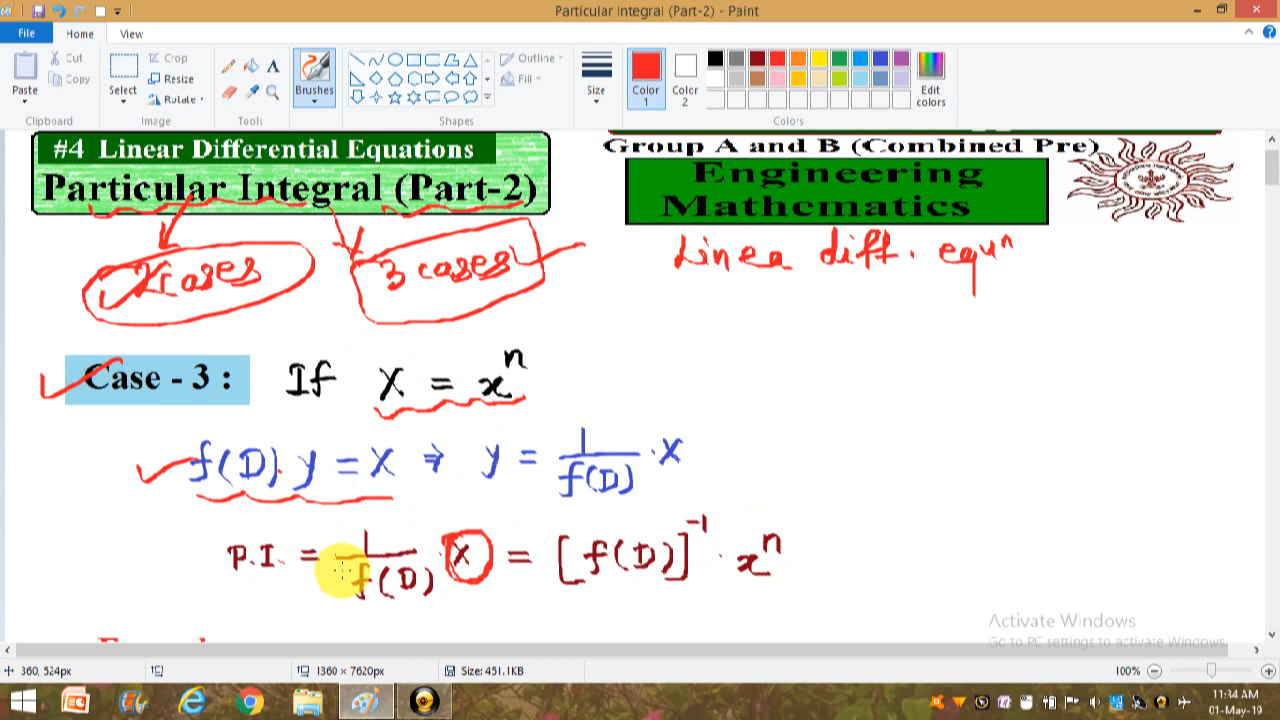 Particular Integral (Part-2) - Paint
File Home View
Paste Cut Copy Select Crop Resize Rotate Brushes Outline Fill Size Color 1 Color 2 Edit colors
Clipboard Image Tools Shapes Colors
#4 Linear Differential Equations
Particular Integral (Part-2)
Group A and B (Combined Pre)
Engineering
Mathematics
Linea diff. equⁿ
cases
3 cases
Case - 3 : If X = xⁿ
f(D). y = X ⇒ y = 1/f(D) . X
P.I. = 1/f(D) . X = [f(D)]⁻¹ . xⁿ
Activate Windows
Go to PC settings to activate Windows.
360, 524px 1360 × 7620px Size: 451.1KB 100%
11:34 AM
01-May-19